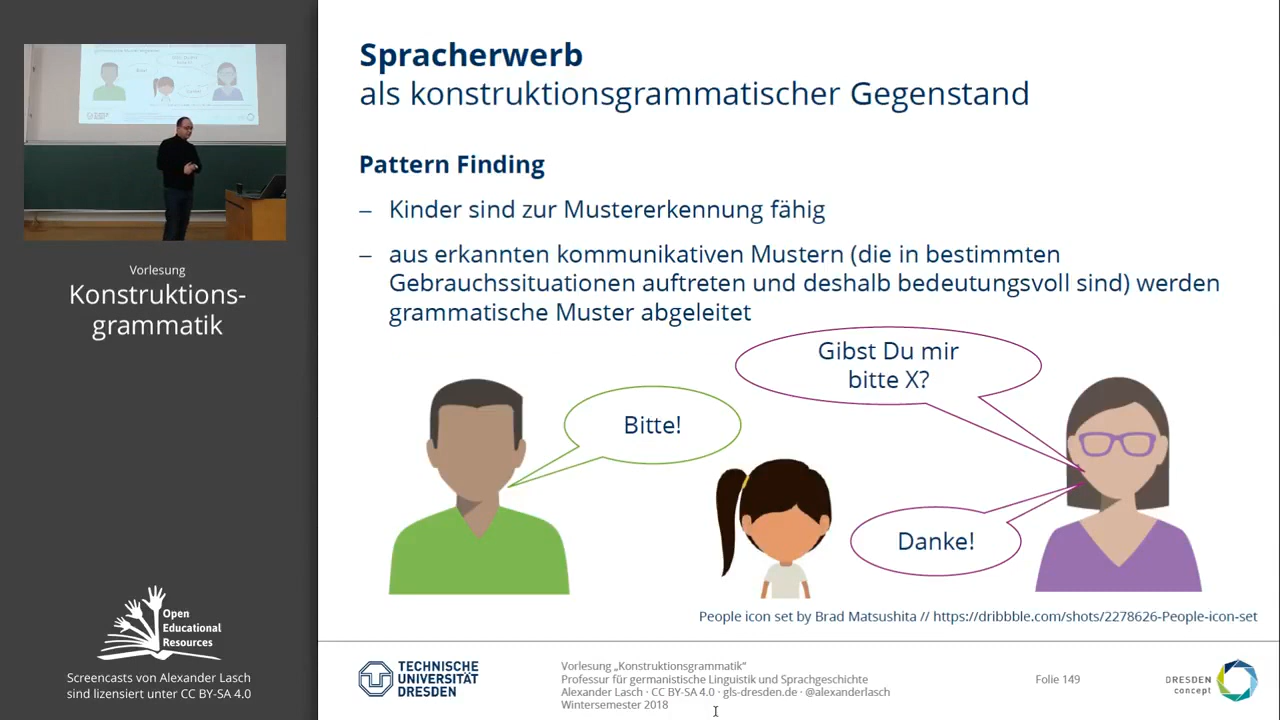 Vorlesung
Konstruktions-
grammatik
Open
Educational
Resources
Screencasts von Alexander Lasch
sind lizensiert unter CC BY-SA 4.0
Spracherwerb
als konstruktionsgrammatischer Gegenstand
Pattern Finding
– Kinder sind zur Mustererkennung fähig
– aus erkannten kommunikativen Mustern (die in bestimmten
Gebrauchssituationen auftreten und deshalb bedeutungsvoll sind) werden
grammatische Muster abgeleitet
Gibst Du mir
bitte X?
Bitte!
Danke!
People icon set by Brad Matsushita // https://dribbble.com/shots/2278626-People-icon-set
TECHNISCHE
UNIVERSITÄT
DRESDEN
Vorlesung „Konstruktionsgrammatik“
Professur für germanistische Linguistik und Sprachgeschichte
Alexander Lasch · CC BY-SA 4.0 · gls-dresden.de · @alexanderlasch
Wintersemester 2018
Folie 149
DRESDEN
concept